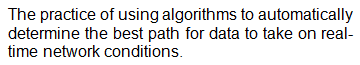 The practice of using algorithms to automatically
determine the best path for data to take on real-
time network conditions.